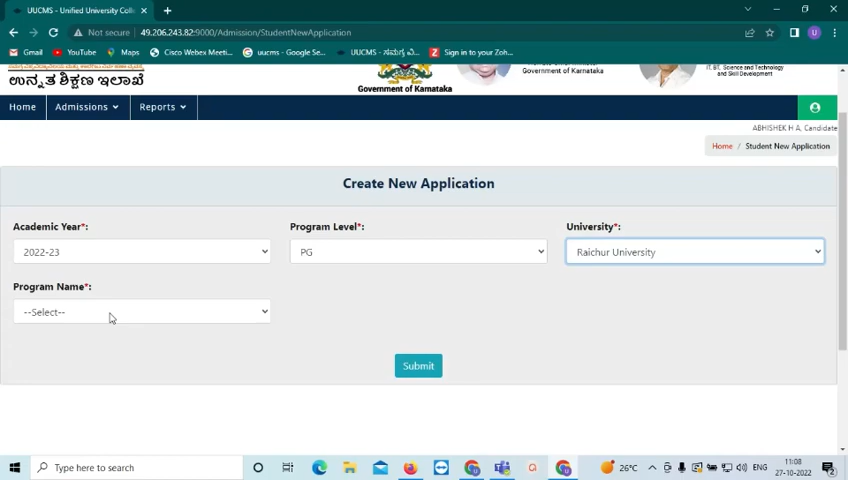 UUCMS - Unified University Colle
Not secure
49.206.243.82:9000/Admission/StudentNewApplication
U
Gmail
YouTube
Maps
Cisco Webex Meeti...
uucms - Google Se...
UUCMS - ಸಮಗ್ರ ವಿ...
Sign in to your Zoh...
ಉನ್ನತ ಶಿಕ್ಷಣ ಇಲಾಖೆ
Government of Karnataka
Government of Karnataka
IT, BT, Science and Technology
and Skill Development
Home
Admissions
Reports
ABHISHEK H A, Candidate
Home / Student New Application
Create New Application
Academic Year*:
Program Level*:
University*:
2022-23
PG
Raichur University
Program Name*:
--Select--
Submit
Type here to search
26°C
ENG
11:08
27-10-2022
2